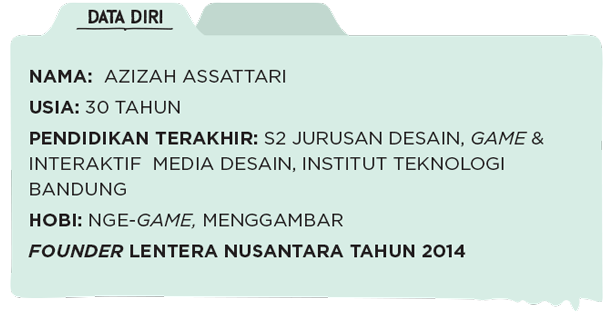 DATA DIRI
NAMA: AZIZAH ASSATTARI
USIA: 30 TAHUN
PENDIDIKAN TERAKHIR: S2 JURUSAN DESAIN, GAME &
INTERAKTIF MEDIA DESAIN, INSTITUT TEKNOLOGI
BANDUNG
HOBI: NGE-GAME, MENGGAMBAR
FOUNDER LENTERA NUSANTARA TAHUN 2014